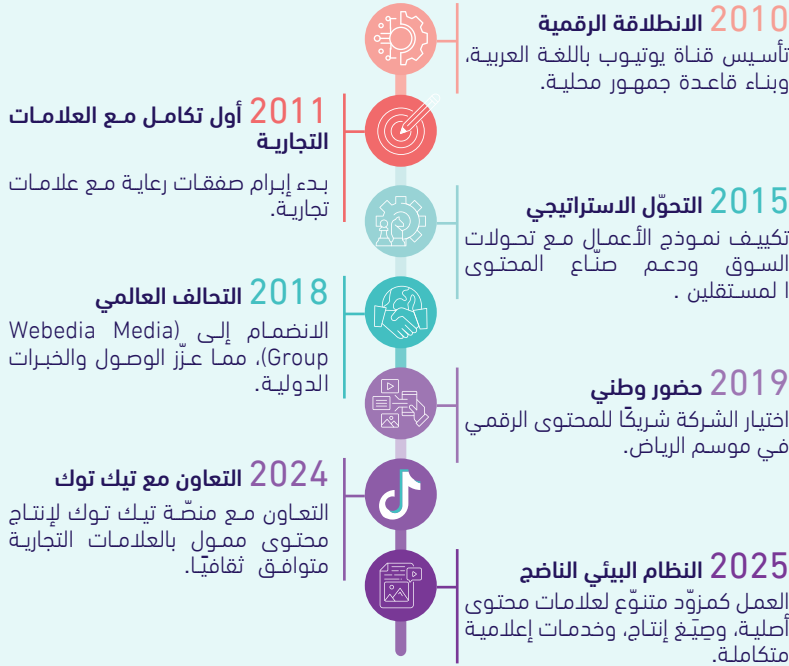 2010 الانطلاقة الرقمية
تأسيس قناة يوتيوب باللغة العربية،
وبناء قاعدة جمهور محلية.
2011 أول تكامل مع العلامات
التجارية
بدء إبرام صفقات رعاية مع علامات
تجارية.
2015 التحوّل الاستراتيجي
تكييف نموذج الأعمال مع تحولات
السوق ودعم صنّاع المحتوى
ا لمستقلين .
2018 التحالف العالمي
الانضمام إلى (Webedia Media
Group)، مما عزّز الوصول والخبرات
الدولية.
2019 حضور وطني
اختيار الشركة شريكًا للمحتوى الرقمي
في موسم الرياض.
2024 التعاون مع تيك توك
التعاون مع منصّة تيك توك لإنتاج
محتوى ممول بالعلامات التجارية
متوافق ثقافيًا.
2025 النظام البيئي الناضج
العمل كمزوّد متنوّع لعلامات محتوى
أصلية، وصِيَغ إنتاج، وخدمات إعلامية
متكاملة.